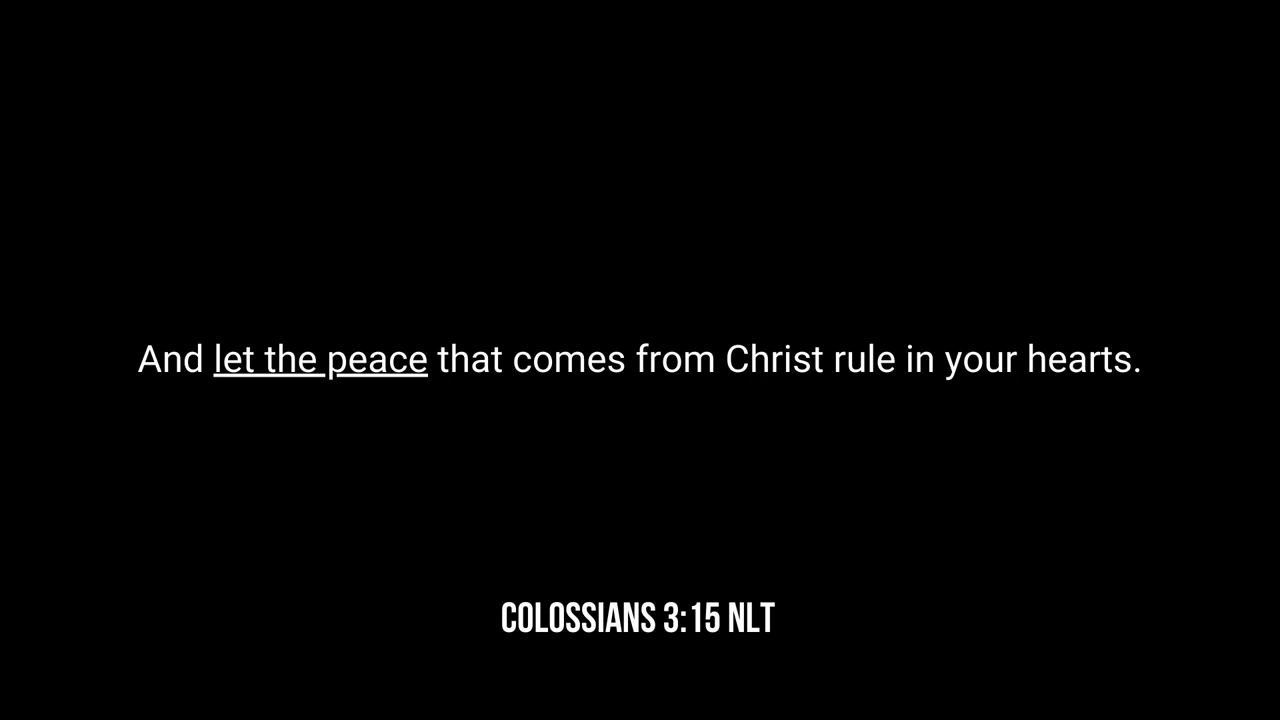 And let the peace that comes from Christ rule in your hearts.
COLOSSIANS 3:15 NLT